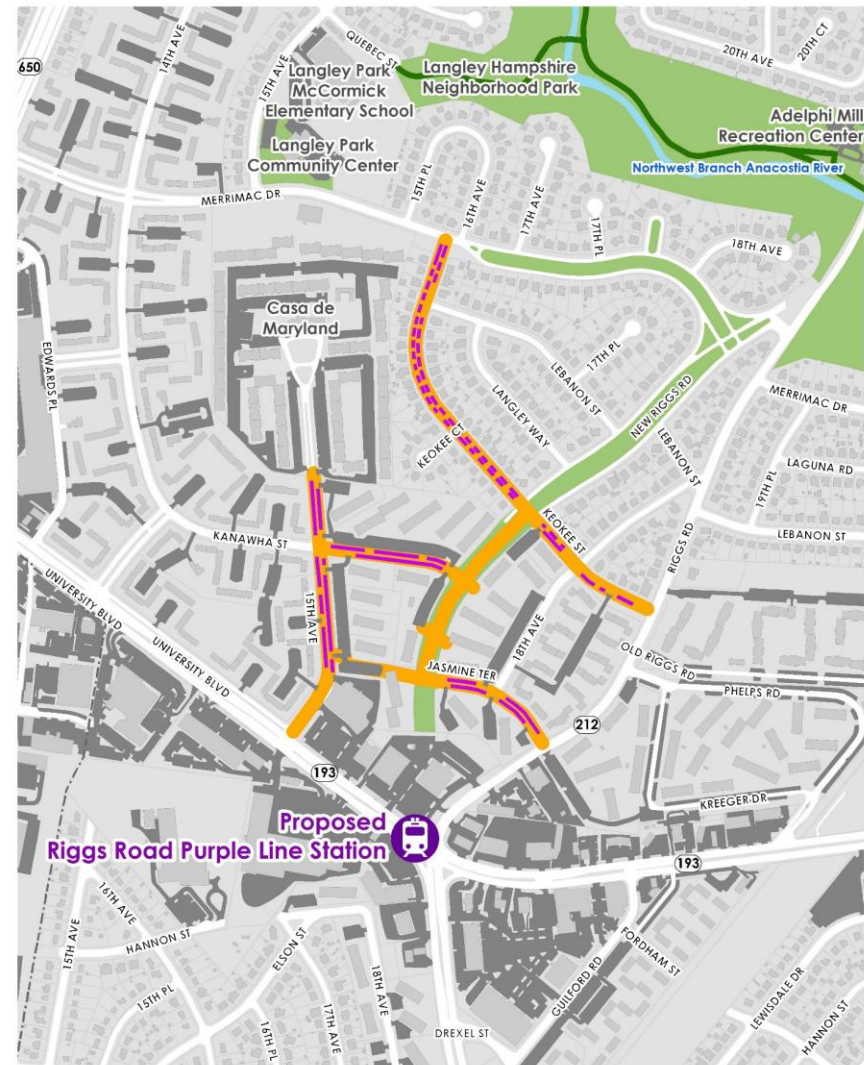 650
14TH AVE
15TH AVE
QUEBEC ST
Langley Park
McCormick
Elementary School
Langley Hampshire
Neighborhood Park
20TH AVE
20TH CT
Adelphi Mill
Recreation Center
Langley Park
Community Center
Northwest Branch Anacostia River
MERRIMAC DR
15TH PL
16TH AVE
17TH AVE
17TH PL
18TH AVE
Casa de
Maryland
EDWARDS PL
17TH PL
LEBANON ST
LANGLEY WAY
NEW RIGGS RD
MERRIMAC DR
KEOKEE CT
LEBANON ST
LAGUNA RD
19TH PL
KANAWHA ST
KEOKEE ST
RIGGS RD
LEBANON ST
UNIVERSITY BLVD
15TH AVE
18TH AVE
UNIVERSITY BLVD
JASMINE TER
OLD RIGGS RD
PHELPS RD
212
193
KREEGER DR
Proposed
Riggs Road Purple Line Station
193
16TH AVE
HANNON ST
15TH AVE
ELSON ST
FORDHAM ST
15TH PL
18TH AVE
GUILFORD RD
17TH AVE
16TH PL
LEWISDALE DR
HANNON ST
DREXEL ST